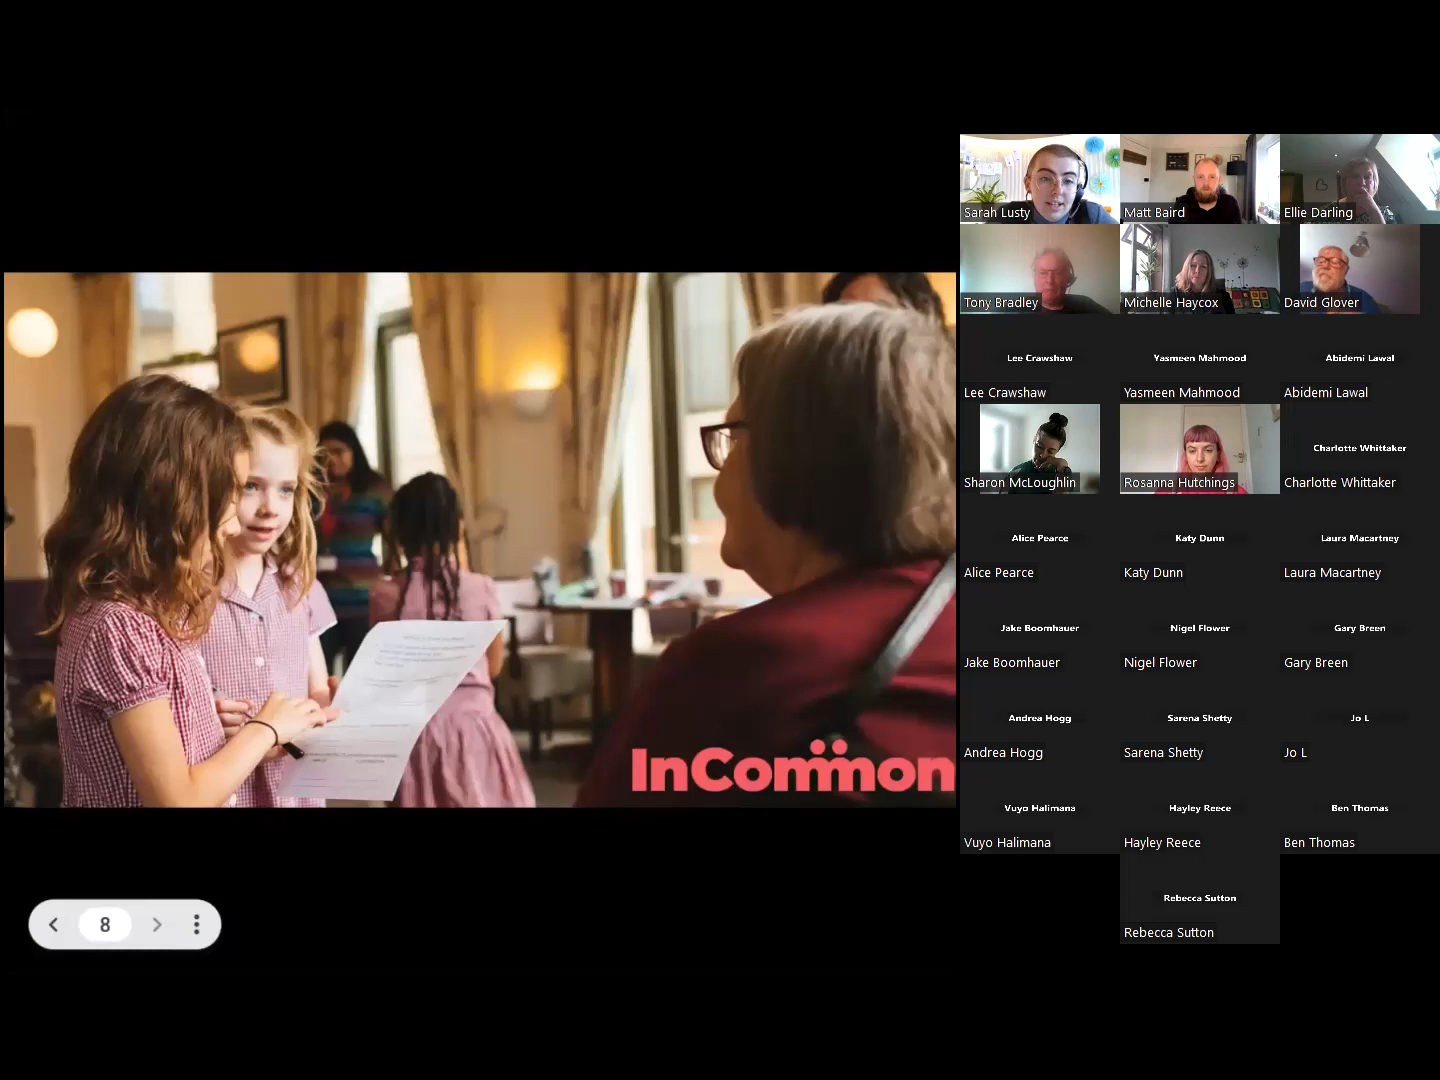 InCommon
8
Sarah Lusty
Matt Baird
Ellie Darling
Tony Bradley
Michelle Haycox
David Glover
Lee Crawshaw
Yasmeen Mahmood
Abidemi Lawal
Lee Crawshaw
Yasmeen Mahmood
Abidemi Lawal
Charlotte Whittaker
Sharon McLoughlin
Rosanna Hutchings
Charlotte Whittaker
Alice Pearce
Katy Dunn
Laura Macartney
Alice Pearce
Katy Dunn
Laura Macartney
Jake Boomhauer
Nigel Flower
Gary Breen
Jake Boomhauer
Nigel Flower
Gary Breen
Andrea Hogg
Sarena Shetty
Jo L
Andrea Hogg
Sarena Shetty
Jo L
Vuyo Halimana
Hayley Reece
Ben Thomas
Vuyo Halimana
Hayley Reece
Ben Thomas
Rebecca Sutton
Rebecca Sutton